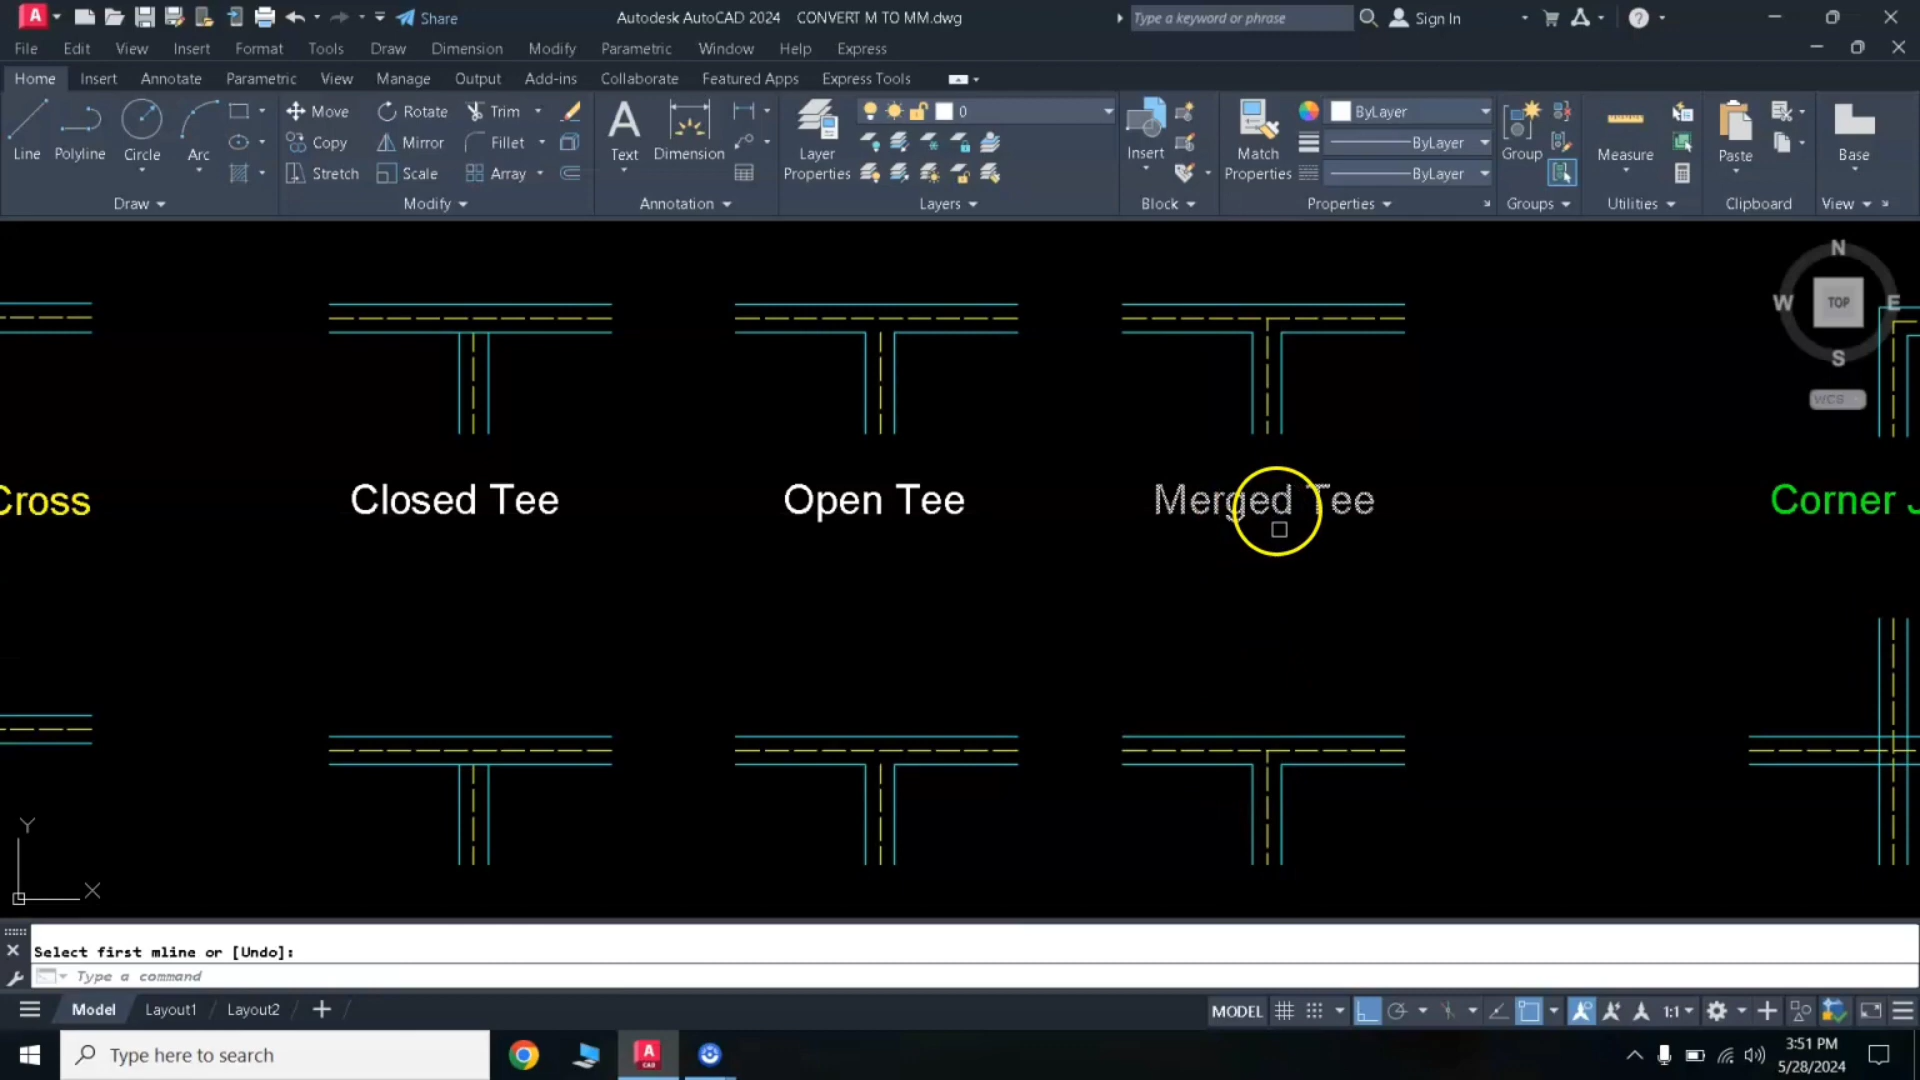 Share
Autodesk AutoCAD 2024 CONVERT M TO MM.dwg
Type a keyword or phrase
Sign In
File Edit View Insert Format Tools Draw Dimension Modify Parametric Window Help Express
Home Insert Annotate Parametric View Manage Output Add-ins Collaborate Featured Apps Express Tools
Line Polyline Circle Arc
Move Rotate Trim
Copy Mirror Fillet
Stretch Scale Array
Text Dimension
Layer Properties
0
Insert
Match Properties
ByLayer
ByLayer
ByLayer
Group
Measure
Paste
Base
Draw Modify Annotation Layers Block Properties Groups Utilities Clipboard View
N
W TOP E
S
WCS
Cross Closed Tee Open Tee Merged Tee Corner J
Y
X
Select first mline or [Undo]:
Type a command
Model Layout1 Layout2
MODEL
1:1
Type here to search
3:51 PM
5/28/2024